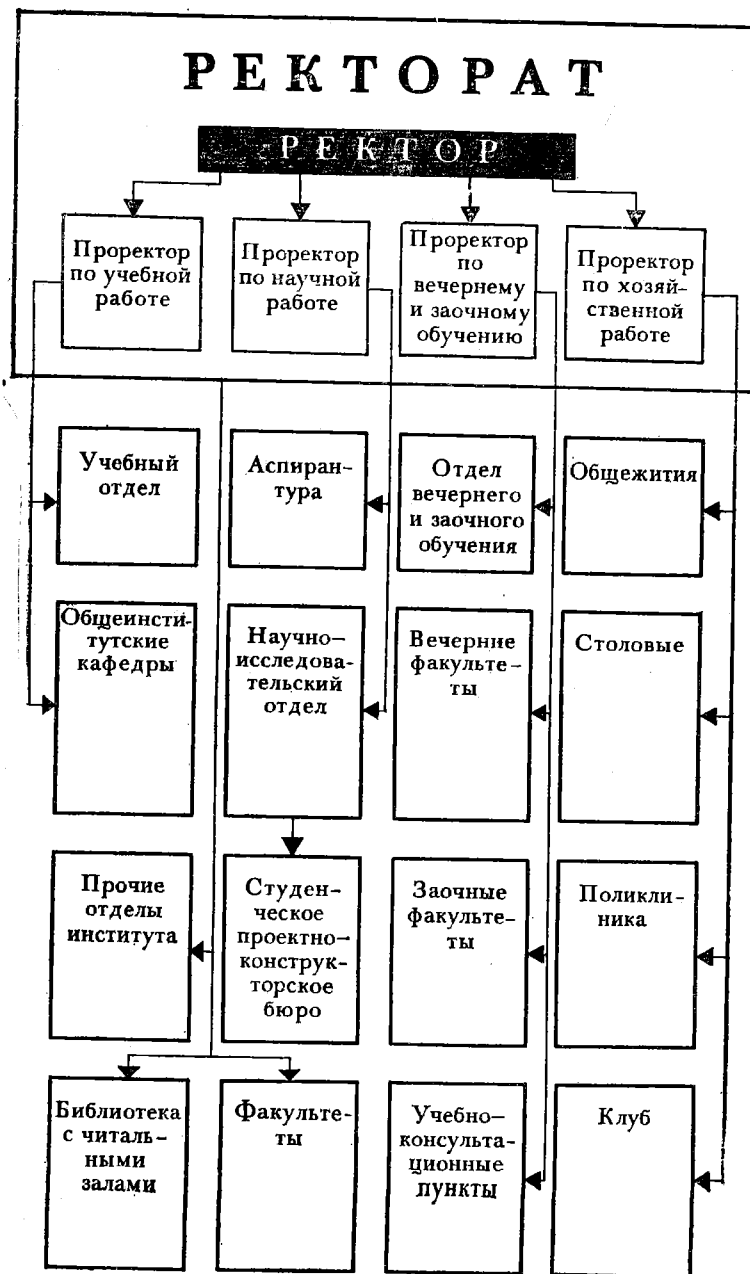 РЕКТОРАТ
РЕКТОР
Проректор
по учебной
работе
Проректор
по научной
работе
Проректор
по
вечернему
и заочному
обучению
Проректор
по хозяй-
ственной
работе
Учебный
отдел
Аспиран-
тура
Отдел
вечернего
и заочного
обучения
Общежития
Общеинсти-
тутские
кафедры
Научно-
исследова-
тельский
отдел
Вечерние
факульте-
ты
Столовые
Прочие
отделы
института
Студен-
ческое
проектно-
конструк-
торское
бюро
Заочные
факульте-
ты
Поликли-
ника
Библиотека
с читаль-
ными
залами
Факульте-
ты
Учебно-
консульта-
ционные
пункты
Клуб